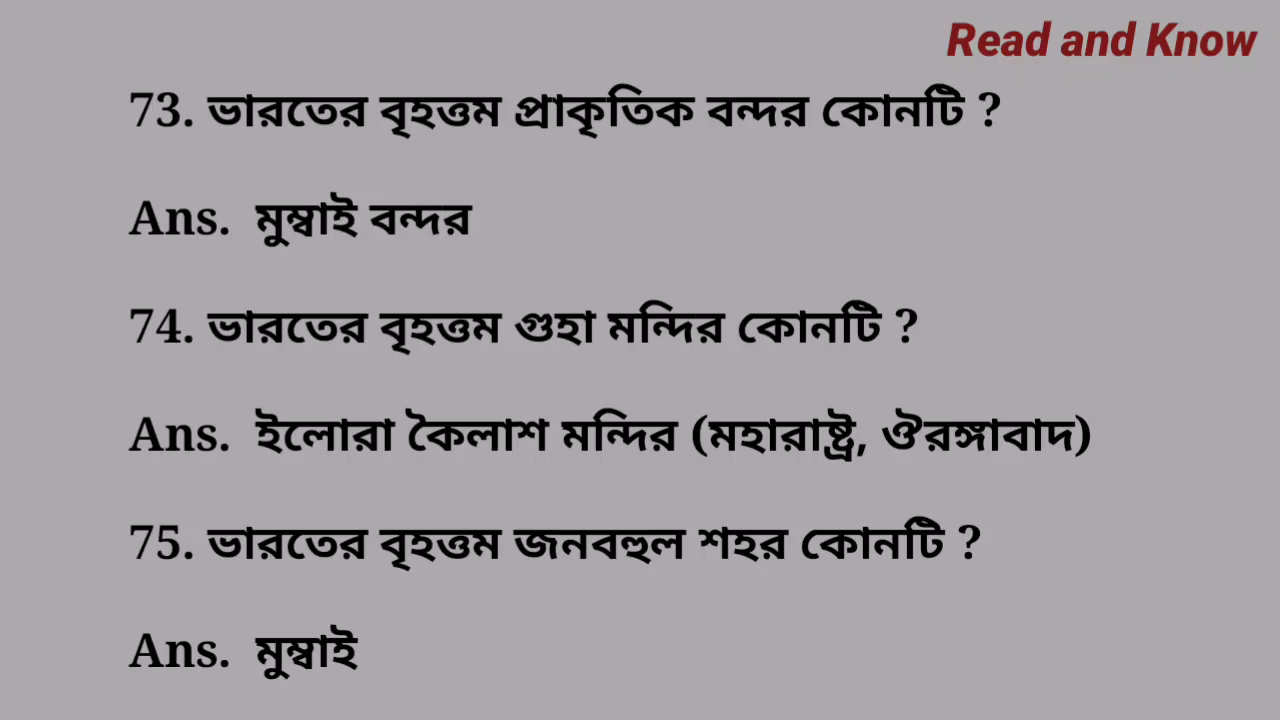 Read and Know
73. ভারতের বৃহত্তম প্রাকৃতিক বন্দর কোনটি ?
Ans. মুম্বাই বন্দর
74. ভারতের বৃহত্তম গুহা মন্দির কোনটি ?
Ans. ইলোরা কৈলাশ মন্দির (মহারাষ্ট্র, ঔরঙ্গাবাদ)
75. ভারতের বৃহত্তম জনবহুল শহর কোনটি ?
Ans. মুম্বাই